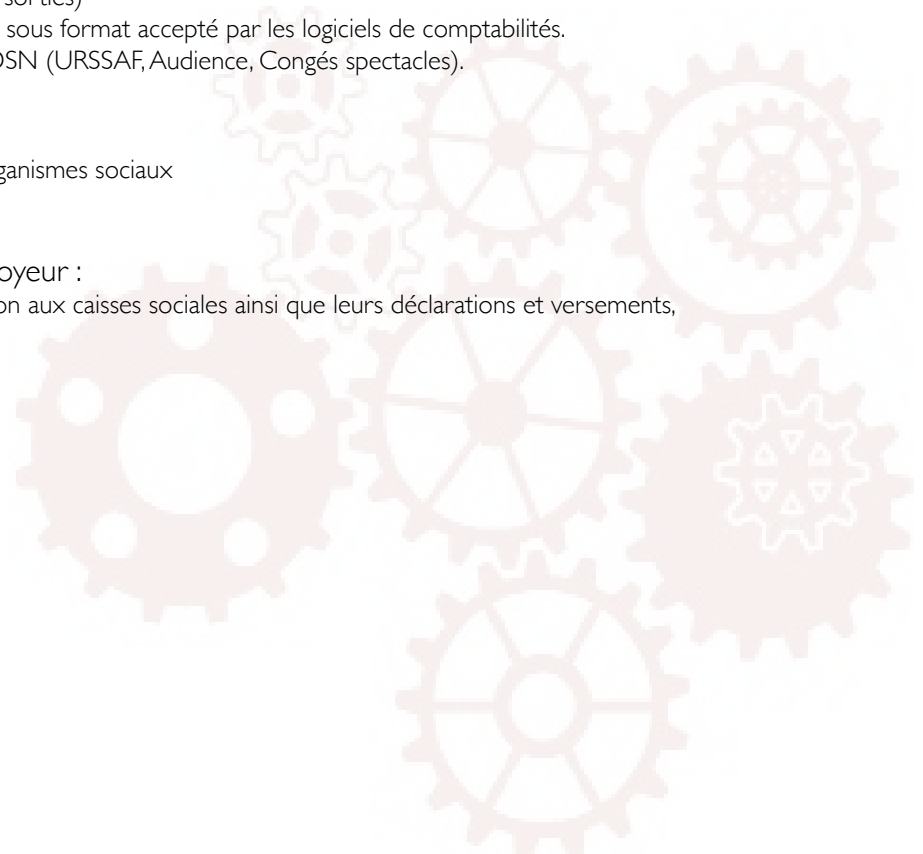 sorties)
sous format accepté par les logiciels de comptabilités.
DSN (URSSAF, Audience, Congés spectacles).
ganismes sociaux
oyeur :
on aux caisses sociales ainsi que leurs déclarations et versements,